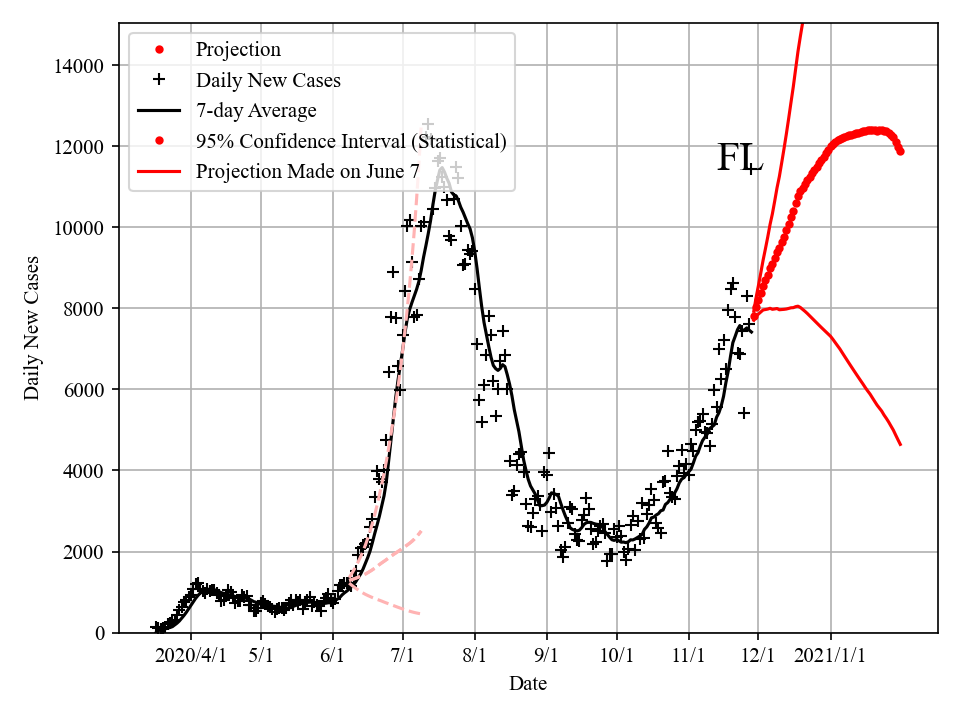 Projection
Daily New Cases
7-day Average
95% Confidence Interval (Statistical)
Projection Made on June 7
FL
14000
12000
10000
8000
6000
4000
2000
0
Daily New Cases
2020/4/1 5/1 6/1 7/1 8/1 9/1 10/1 11/1 12/1 2021/1/1
Date